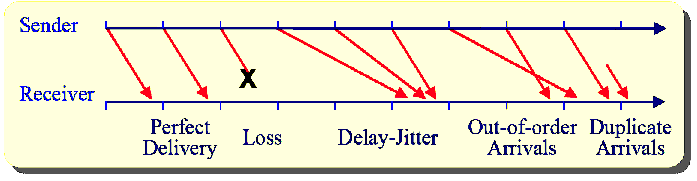 Sender
X
Receiver
Perfect Delivery
Loss
Delay-Jitter
Out-of-order Arrivals
Duplicate Arrivals